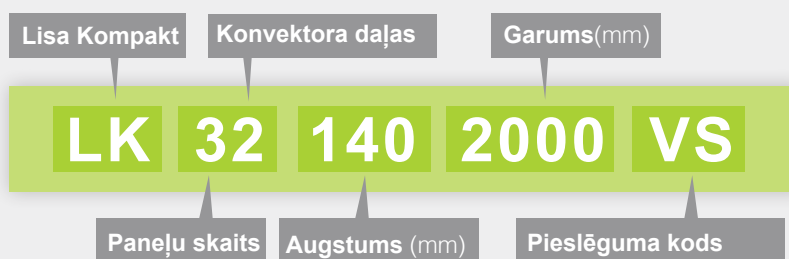 Lisa Kompakt Konvektora daļas Garums(mm)
LK 32 140 2000 VS
Paneļu skaits Augstums (mm) Pieslēguma kods